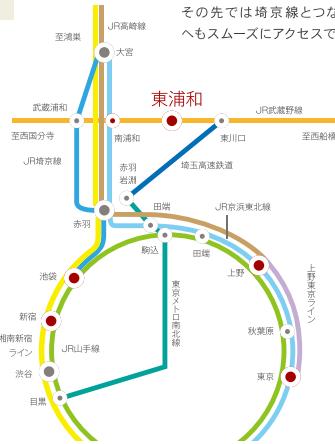 その先では埼京線とつな
へもスムーズにアクセスで
JR高崎線
至鴻巣
大宮
東浦和
武蔵浦和
JR武蔵野線
至西国分寺
南浦和
東川口
至西船橋
JR埼京線
赤羽
岩淵
埼玉高速鉄道
田端
JR京浜東北線
赤羽
駒込
田端
上野
上野東京ライン
池袋
東京メトロ南北線
新宿
秋葉原
湘南新宿
ライン
JR山手線
渋谷
東京
目黒